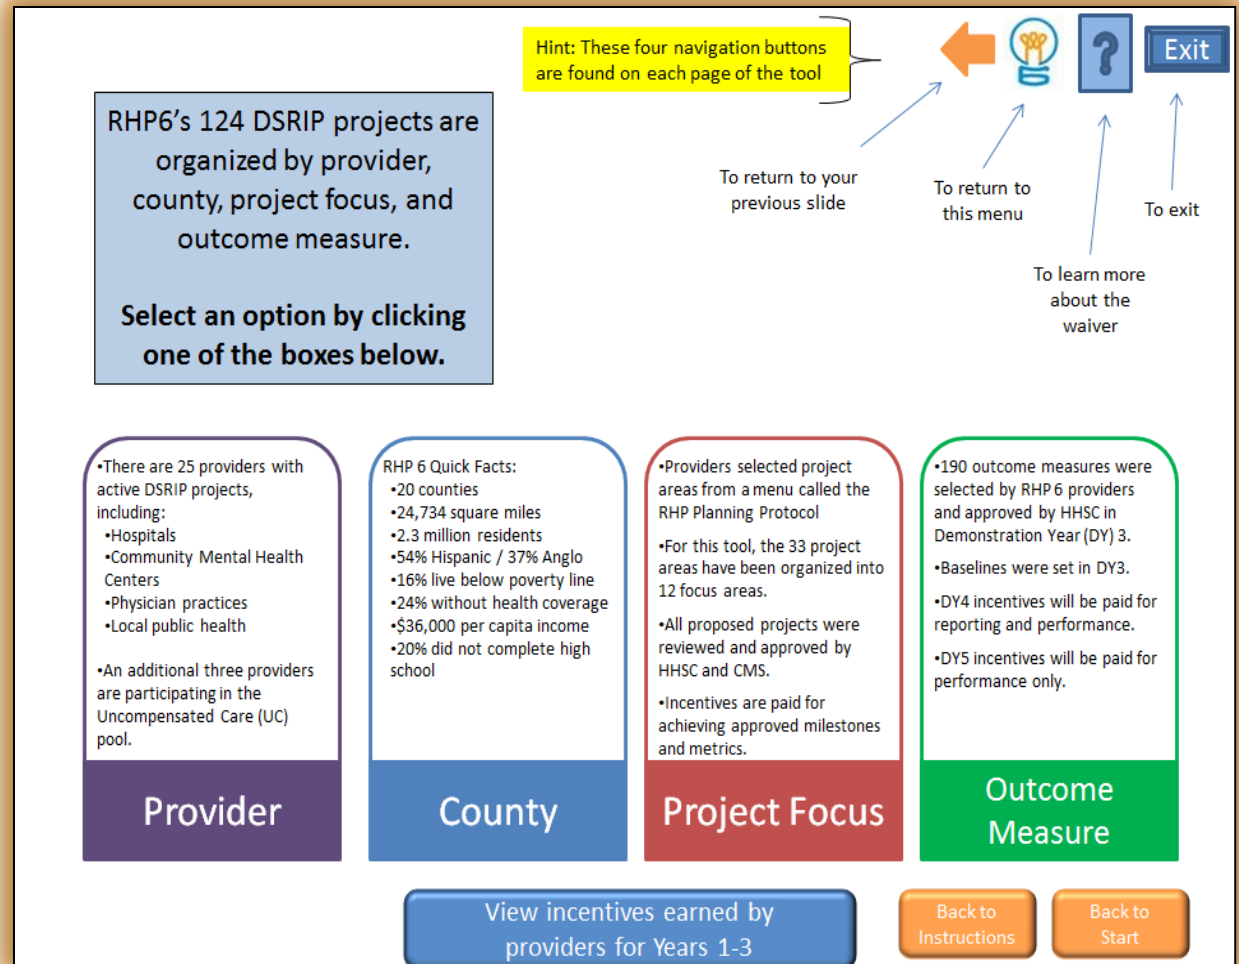 Hint: These four navigation buttons
are found on each page of the tool
?
Exit
To return to your
previous slide
To return to
this menu
To exit
To learn more
about the
waiver
RHP6's 124 DSRIP projects are
organized by provider,
county, project focus, and
outcome measure.
Select an option by clicking
one of the boxes below.
•There are 25 providers with
active DSRIP projects,
including:
•Hospitals
•Community Mental Health
Centers
•Physician practices
•Local public health
•An additional three providers
are participating in the
Uncompensated Care (UC)
pool.
Provider
RHP 6 Quick Facts:
•20 counties
•24,734 square miles
•2.3 million residents
•54% Hispanic / 37% Anglo
•16% live below poverty line
•24% without health coverage
•$36,000 per capita income
•20% did not complete high
school
County
•Providers selected project
areas from a menu called the
RHP Planning Protocol
•For this tool, the 33 project
areas have been organized into
12 focus areas.
•All proposed projects were
reviewed and approved by
HHSC and CMS.
•Incentives are paid for
achieving approved milestones
and metrics.
Project Focus
•190 outcome measures were
selected by RHP 6 providers
and approved by HHSC in
Demonstration Year (DY) 3.
•Baselines were set in DY3.
•DY4 incentives will be paid for
reporting and performance.
•DY5 incentives will be paid for
performance only.
Outcome
Measure
View incentives earned by
providers for Years 1-3
Back to
Instructions
Back to
Start